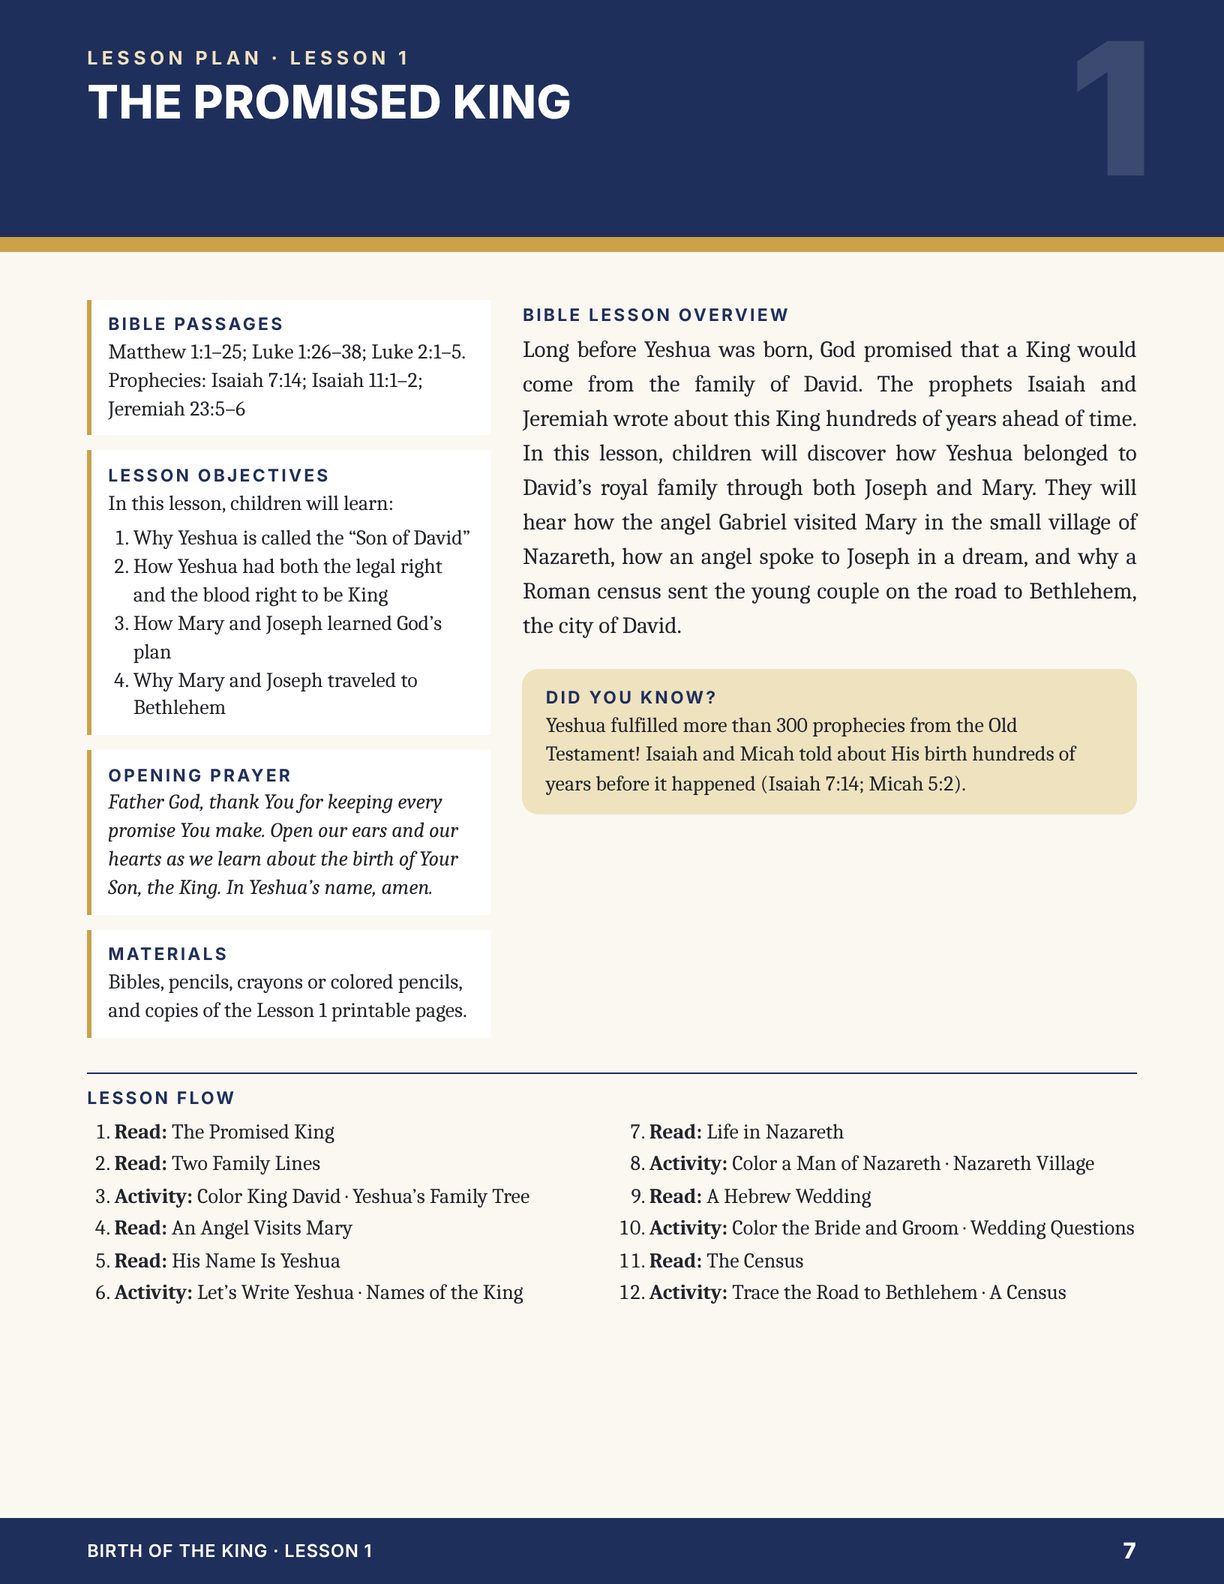 LESSON PLAN · LESSON 1
THE PROMISED KING
1
BIBLE PASSAGES
Matthew 1:1–25; Luke 1:26–38; Luke 2:1–5.
Prophecies: Isaiah 7:14; Isaiah 11:1–2;
Jeremiah 23:5–6
LESSON OBJECTIVES
In this lesson, children will learn:
1. Why Yeshua is called the “Son of David”
2. How Yeshua had both the legal right
and the blood right to be King
3. How Mary and Joseph learned God’s
plan
4. Why Mary and Joseph traveled to
Bethlehem
OPENING PRAYER
Father God, thank You for keeping every
promise You make. Open our ears and our
hearts as we learn about the birth of Your
Son, the King. In Yeshua’s name, amen.
MATERIALS
Bibles, pencils, crayons or colored pencils,
and copies of the Lesson 1 printable pages.
BIBLE LESSON OVERVIEW
Long before Yeshua was born, God promised that a King would
come from the family of David. The prophets Isaiah and
Jeremiah wrote about this King hundreds of years ahead of time.
In this lesson, children will discover how Yeshua belonged to
David’s royal family through both Joseph and Mary. They will
hear how the angel Gabriel visited Mary in the small village of
Nazareth, how an angel spoke to Joseph in a dream, and why a
Roman census sent the young couple on the road to Bethlehem,
the city of David.
DID YOU KNOW?
Yeshua fulfilled more than 300 prophecies from the Old
Testament! Isaiah and Micah told about His birth hundreds of
years before it happened (Isaiah 7:14; Micah 5:2).
LESSON FLOW
1. Read: The Promised King
2. Read: Two Family Lines
3. Activity: Color King David · Yeshua’s Family Tree
4. Read: An Angel Visits Mary
5. Read: His Name Is Yeshua
6. Activity: Let’s Write Yeshua · Names of the King
7. Read: Life in Nazareth
8. Activity: Color a Man of Nazareth · Nazareth Village
9. Read: A Hebrew Wedding
10. Activity: Color the Bride and Groom · Wedding Questions
11. Read: The Census
12. Activity: Trace the Road to Bethlehem · A Census
BIRTH OF THE KING · LESSON 1
7